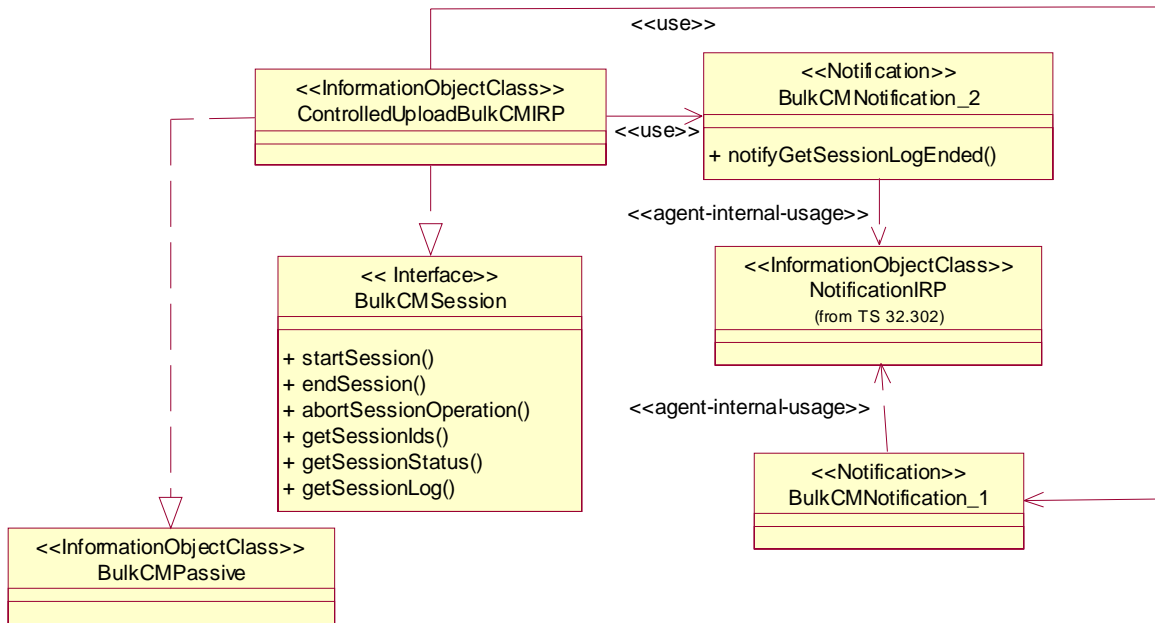 <<use>>
<<InformationObjectClass>>
ControlledUploadBulkCMIRP
<<use>>
<<Notification>>
BulkCMNotification_2
+ notifyGetSessionLogEnded()
<<agent-internal-usage>>
<< Interface>>
BulkCMSession
+ startSession()
+ endSession()
+ abortSessionOperation()
+ getSessionIds()
+ getSessionStatus()
+ getSessionLog()
<<InformationObjectClass>>
NotificationIRP
(from TS 32.302)
<<agent-internal-usage>>
<<Notification>>
BulkCMNotification_1
<<InformationObjectClass>>
BulkCMPassive